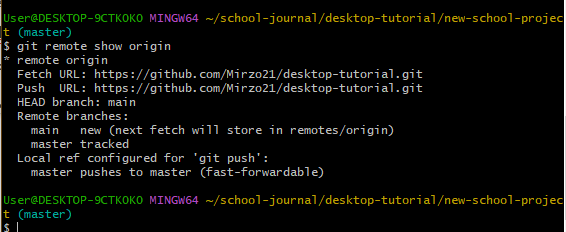 User@DESKTOP-9CTKOKO MINGW64 ~/school-journal/desktop-tutorial/new-school-projec
t (master)
$ git remote show origin
* remote origin
  Fetch URL: https://github.com/Mirzo21/desktop-tutorial.git
  Push  URL: https://github.com/Mirzo21/desktop-tutorial.git
  HEAD branch: main
  Remote branches:
    main   new (next fetch will store in remotes/origin)
    master tracked
  Local ref configured for 'git push':
    master pushes to master (fast-forwardable)
User@DESKTOP-9CTKOKO MINGW64 ~/school-journal/desktop-tutorial/new-school-projec
t (master)
$